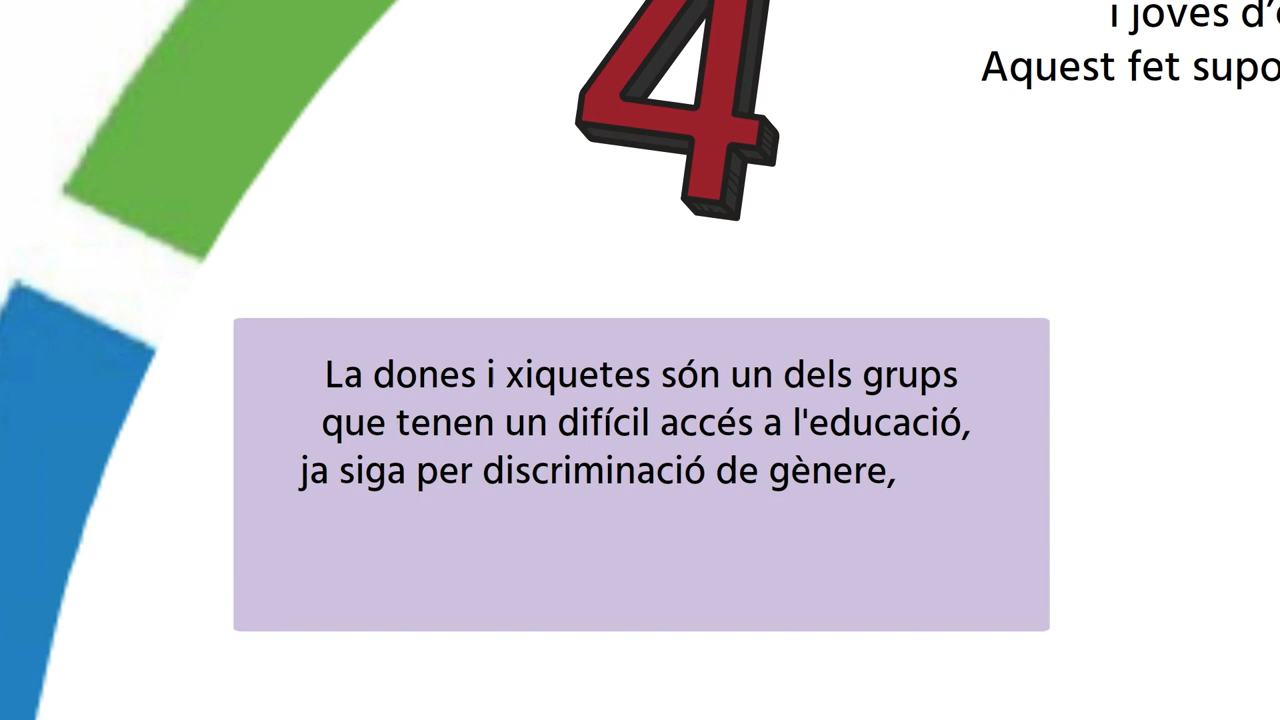 4
i joves d'
Aquest fet supo
La dones i xiquetes són un dels grups
que tenen un difícil accés a l'educació,
ja siga per discriminació de gènere,